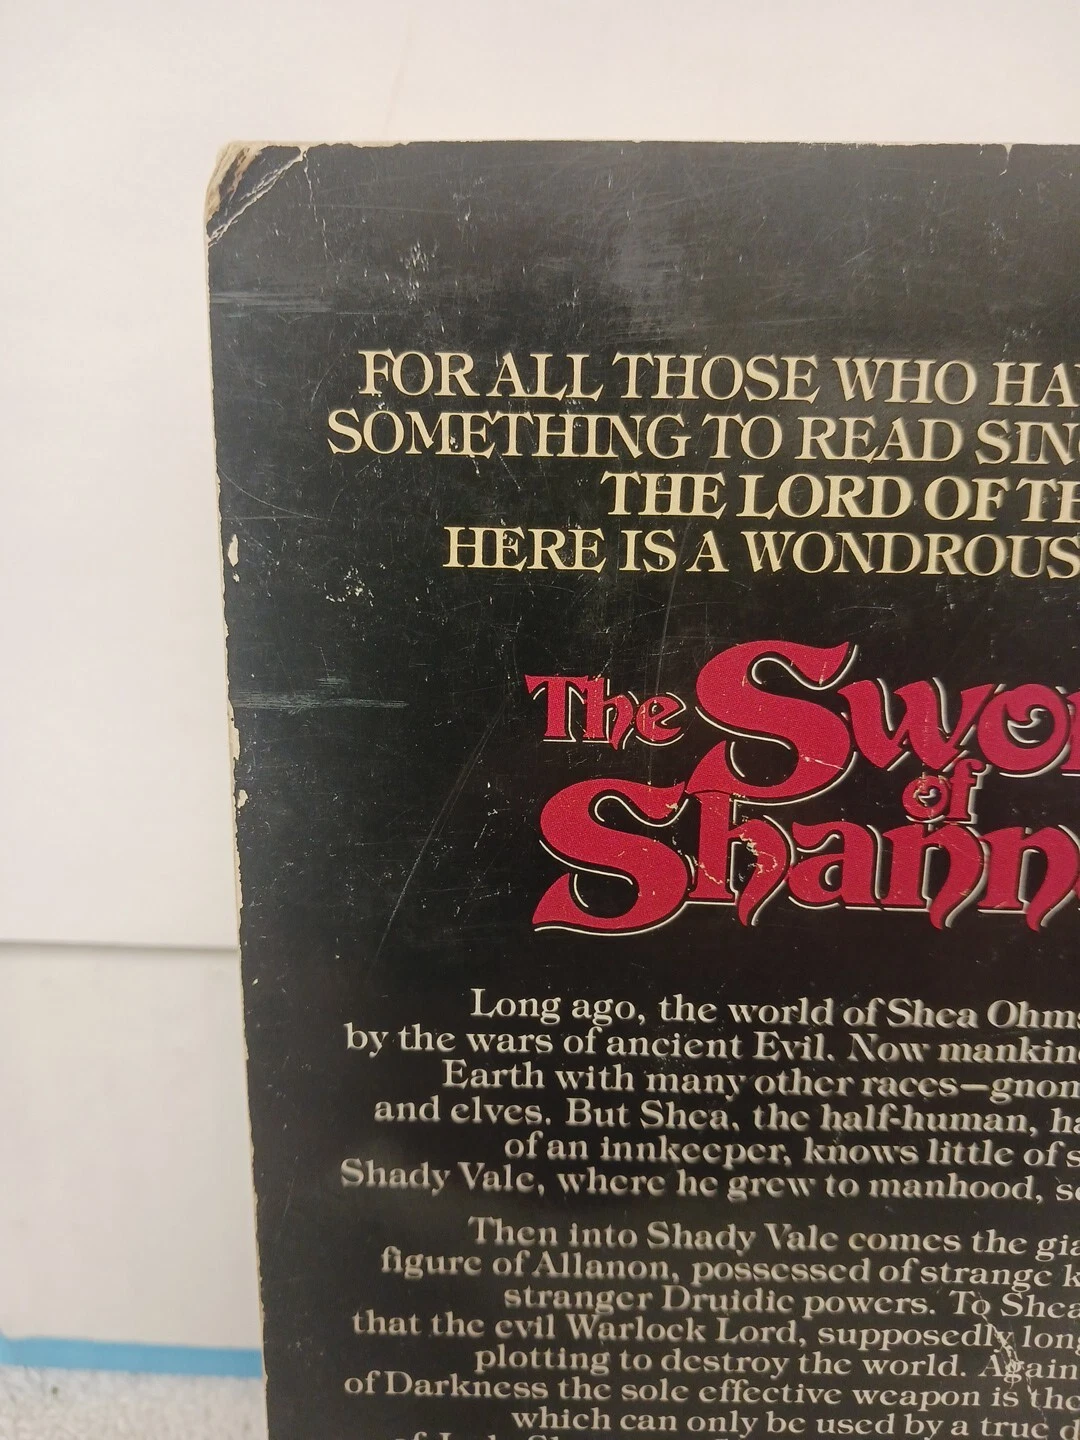 FOR ALL THOSE WHO HA
SOMETHING TO READ SIN
THE LORD OF TH
HERE IS A WONDROUS
The Swor
of
Shann
Long ago, the world of Shea Ohms
by the wars of ancient Evil. Now mankin
Earth with many other races—gnom
and elves. But Shea, the half-human, ha
of an innkeeper, knows little of s
Shady Vale, where he grew to manhood, s
Then into Shady Vale comes the gia
figure of Allanon, possessed of strange k
stranger Druidic powers. To Shea
that the evil Warlock Lord, supposedly long
plotting to destroy the world. Again
of Darkness the sole effective weapon is the
which can only be used by a true d